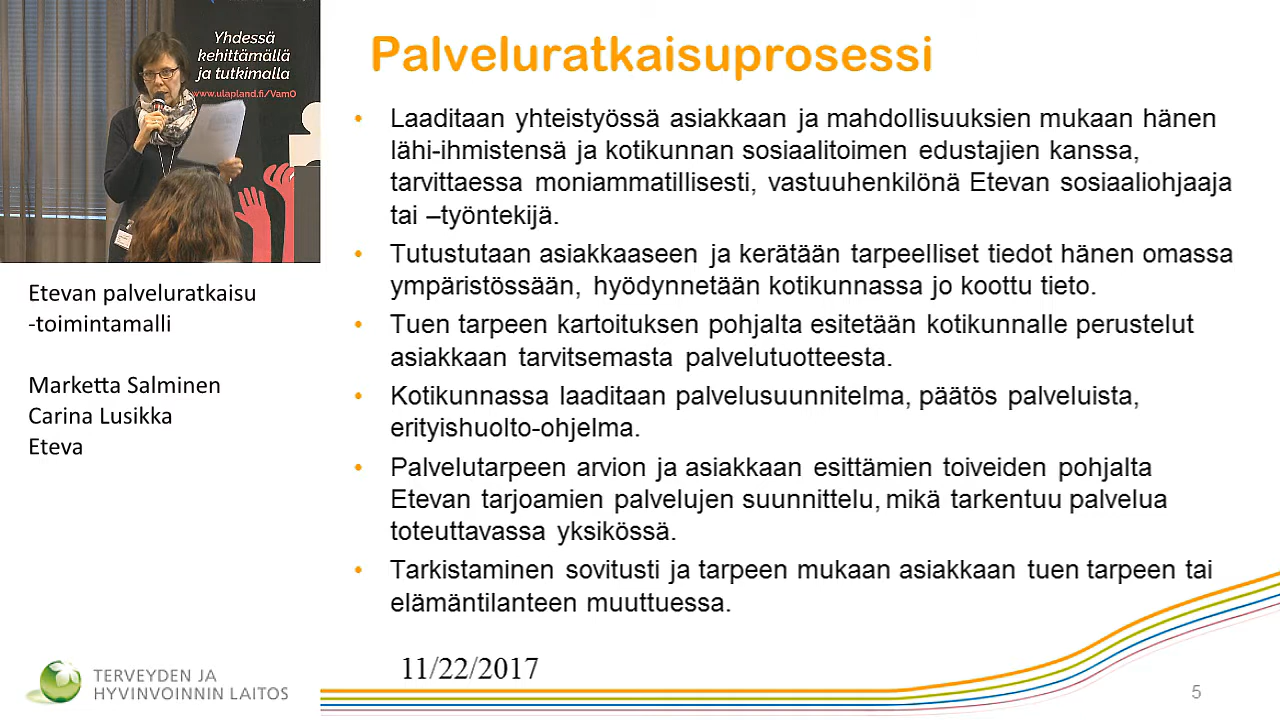 Yhdessä
kehittämällä
ja tutkimalla
www.ulapland.fi/VamO
Etevan palveluratkaisu
-toimintamalli
Marketta Salminen
Carina Lusikka
Eteva
TERVEYDEN JA
HYVINVOINNIN LAITOS
Palveluratkaisuprosessi
• Laaditaan yhteistyössä asiakkaan ja mahdollisuuksien mukaan hänen
lähi-ihmistensä ja kotikunnan sosiaalitoimen edustajien kanssa,
tarvittaessa moniammatillisesti, vastuuhenkilönä Etevan sosiaaliohjaaja
tai –työntekijä.
• Tutustutaan asiakkaaseen ja kerätään tarpeelliset tiedot hänen omassa
ympäristössään, hyödynnetään kotikunnassa jo koottu tieto.
• Tuen tarpeen kartoituksen pohjalta esitetään kotikunnalle perustelut
asiakkaan tarvitsemasta palvelutuotteesta.
• Kotikunnassa laaditaan palvelusuunnitelma, päätös palveluista,
erityishuolto-ohjelma.
• Palvelutarpeen arvion ja asiakkaan esittämien toiveiden pohjalta
Etevan tarjoamien palvelujen suunnittelu, mikä tarkentuu palvelua
toteuttavassa yksikössä.
• Tarkistaminen sovitusti ja tarpeen mukaan asiakkaan tuen tarpeen tai
elämäntilanteen muuttuessa.
11/22/2017
5